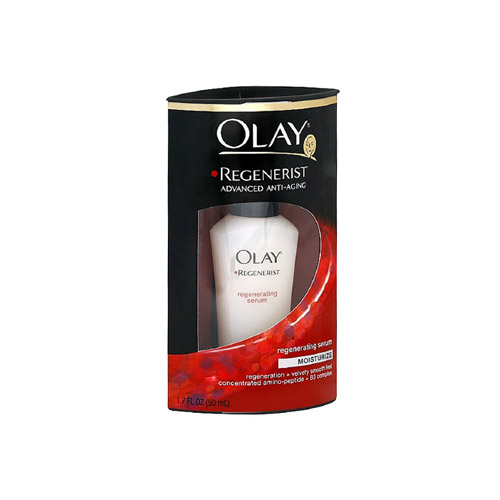 OLAY®
REGENERIST
ADVANCED ANTI-AGING
OLAY
REGENERIST
regenerating
serum
regenerating serum
MOISTURIZE
regeneration + velvety smooth feel
concentrated amino-peptide + B3 complex
1.7 FL OZ (50 mL)